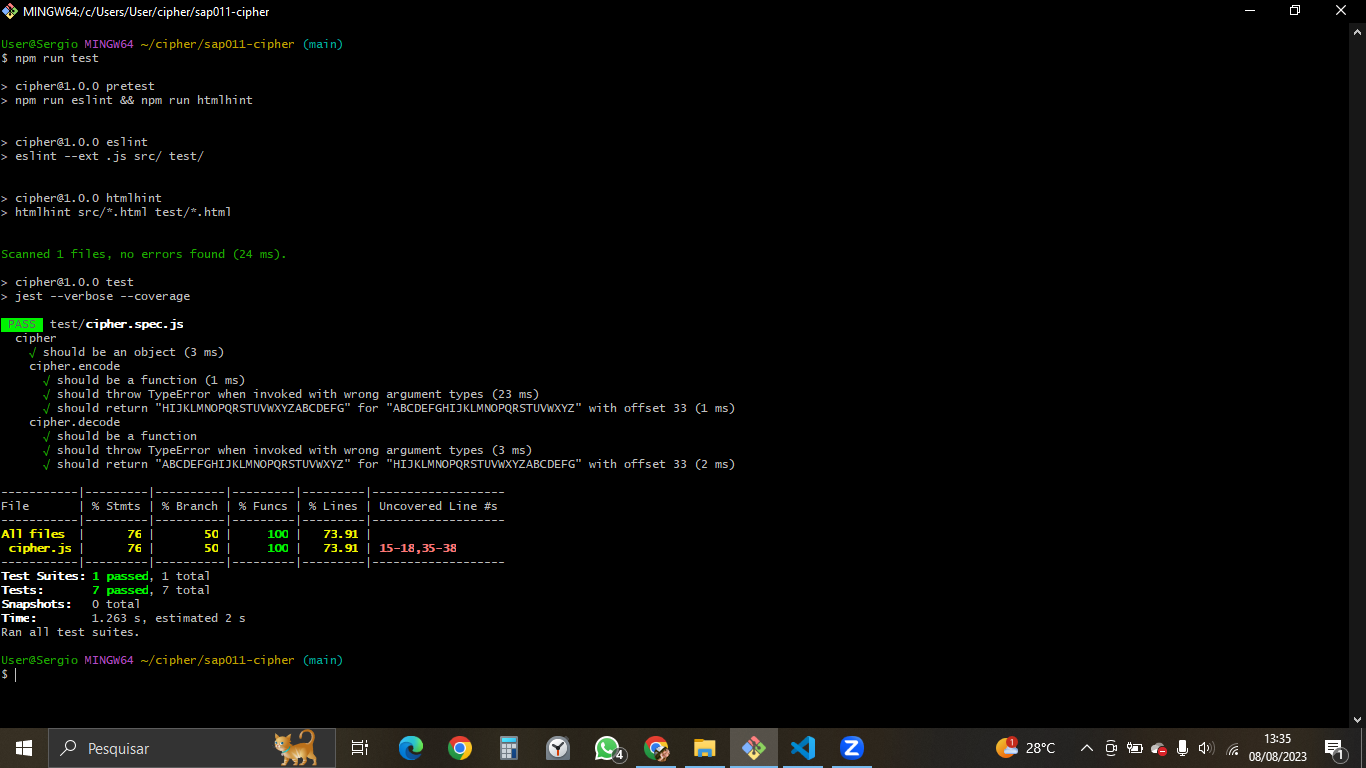 MINGW64:/c/Users/User/cipher/sap011-cipher
User@Sergio MINGW64 ~/cipher/sap011-cipher (main)
$ npm run test
> cipher@1.0.0 pretest
> npm run eslint && npm run htmlhint
> cipher@1.0.0 eslint
> eslint --ext .js src/ test/
> cipher@1.0.0 htmlhint
> htmlhint src/*.html test/*.html
Scanned 1 files, no errors found (24 ms).
> cipher@1.0.0 test
> jest --verbose --coverage
PASS test/cipher.spec.js
cipher
√ should be an object (3 ms)
cipher.encode
√ should be a function (1 ms)
√ should throw TypeError when invoked with wrong argument types (23 ms)
√ should return "HIJKLMNOPQRSTUVWXYZABCDEFG" for "ABCDEFGHIJKLMNOPQRSTUVWXYZ" with offset 33 (1 ms)
cipher.decode
√ should be a function
√ should throw TypeError when invoked with wrong argument types (3 ms)
√ should return "ABCDEFGHIJKLMNOPQRSTUVWXYZ" for "HIJKLMNOPQRSTUVWXYZABCDEFG" with offset 33 (2 ms)
-----------|---------|----------|---------|---------|-------------------
File       | % Stmts | % Branch | % Funcs | % Lines | Uncovered Line #s
-----------|---------|----------|---------|---------|-------------------
All files  |      76 |       50 |     100 |   73.91 |
cipher.js |      76 |       50 |     100 |   73.91 | 15-18,35-38
-----------|---------|----------|---------|---------|-------------------
Test Suites: 1 passed, 1 total
Tests:       7 passed, 7 total
Snapshots:   0 total
Time:        1.263 s, estimated 2 s
Ran all test suites.
User@Sergio MINGW64 ~/cipher/sap011-cipher (main)
$
Pesquisar
4
Z
1
28°C
13:35
08/08/2023
1